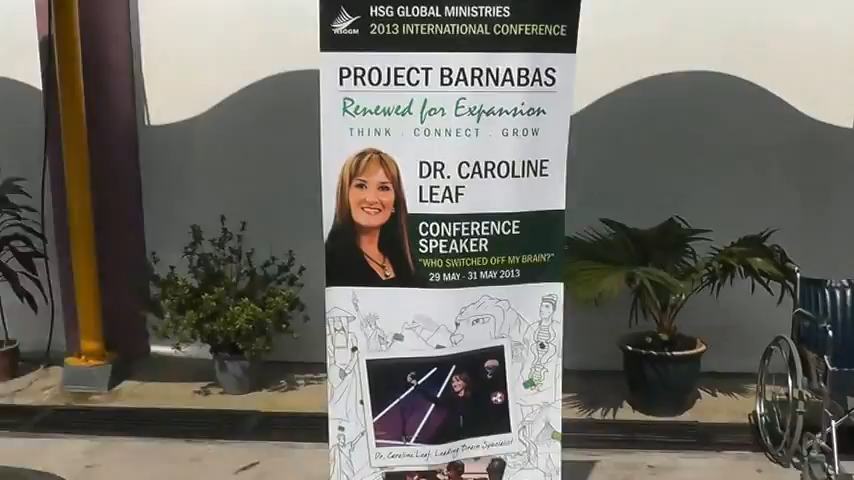 HSG GLOBAL MINISTRIES
2013 INTERNATIONAL CONFERENCE
HSGGM
PROJECT BARNABAS
Renewed for Expansion
THINK . CONNECT . GROW
DR. CAROLINE
LEAF
CONFERENCE
SPEAKER
"WHO SWITCHED OFF MY BRAIN?"
29 MAY - 31 MAY 2013
Dr. Caroline Leaf, Leading Brain Specialist